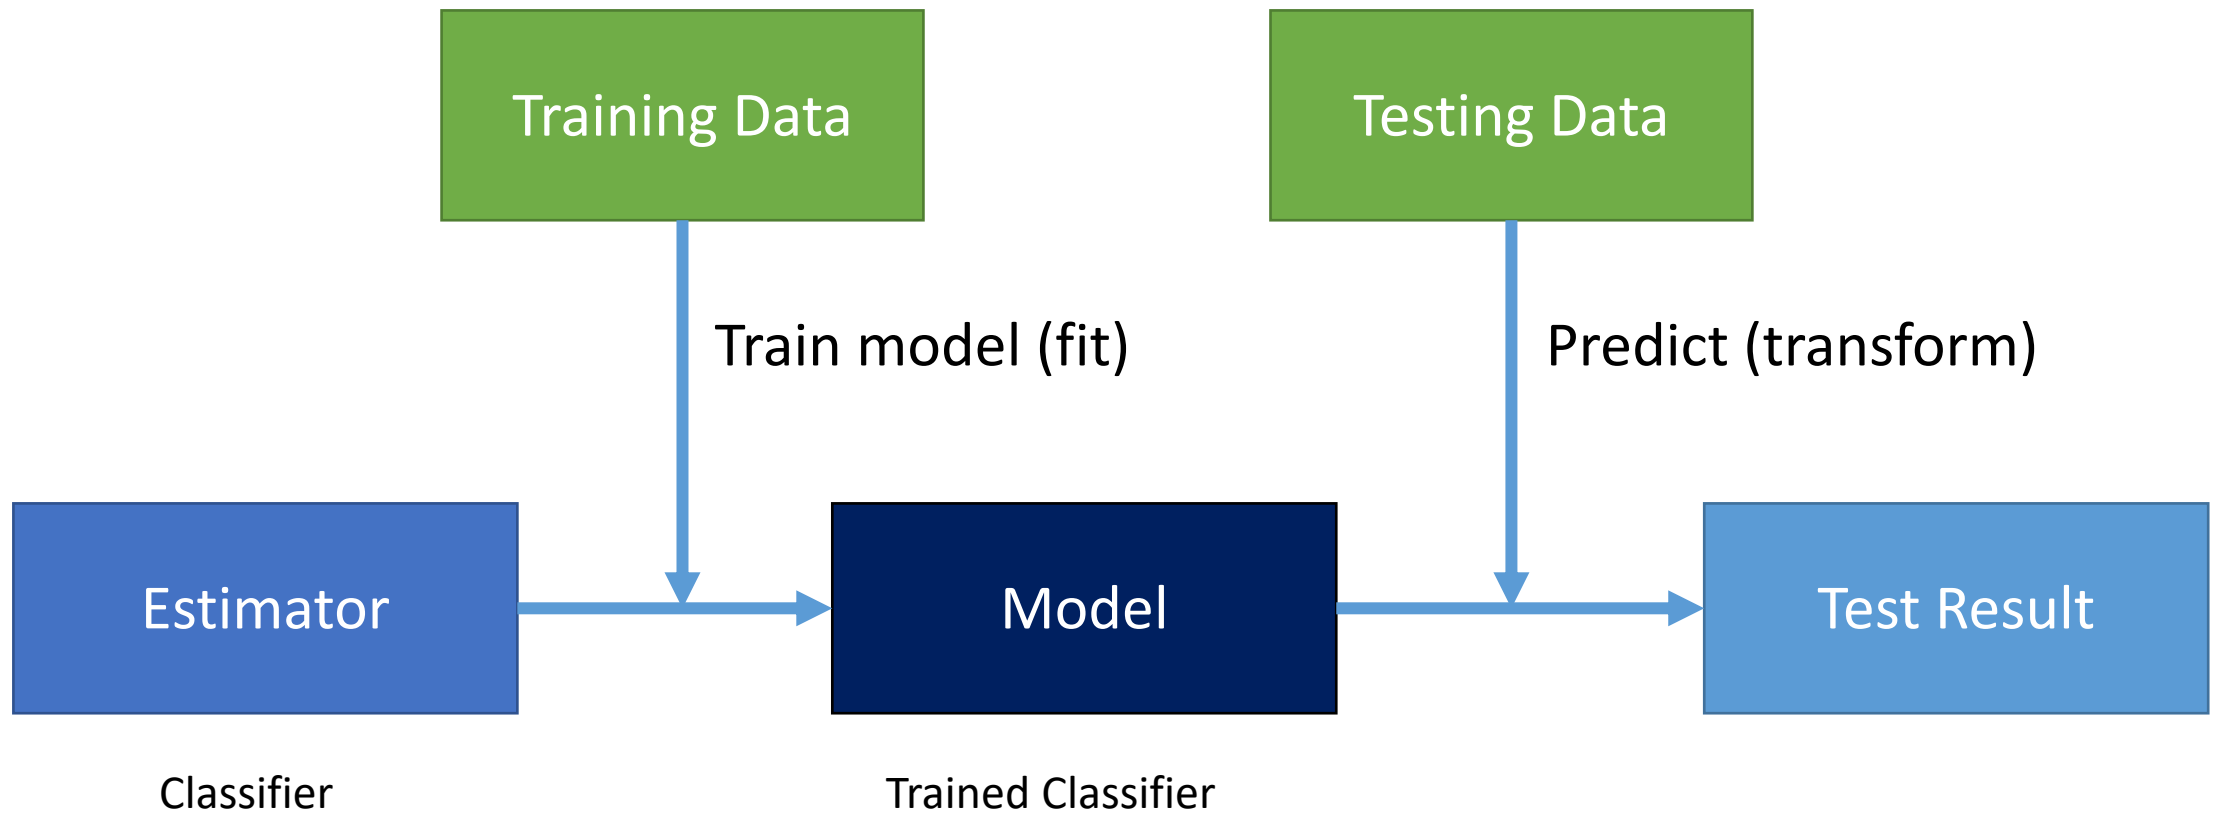 Training Data
Testing Data
Train model (fit)
Predict (transform)
Estimator
Model
Test Result
Classifier
Trained Classifier